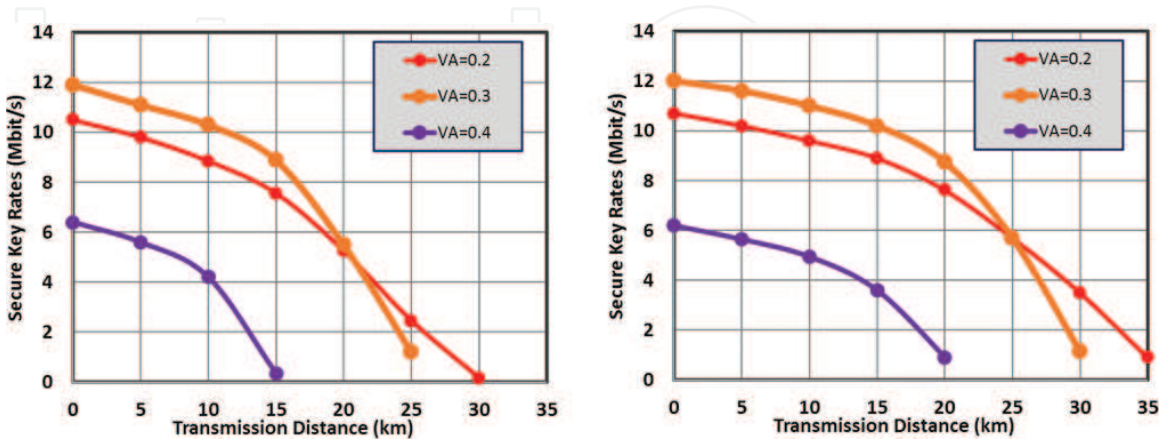 14
12
10
8
6
4
2
0
Secure Key Rates (Mbit/s)
VA=0.2
VA=0.3
VA=0.4
0 5 10 15 20 25 30 35
Transmission Distance (km)
14
12
10
8
6
4
2
0
Secure Key Rates (Mbit/s)
VA=0.2
VA=0.3
VA=0.4
0 5 10 15 20 25 30 35
Transmission Distance (km)